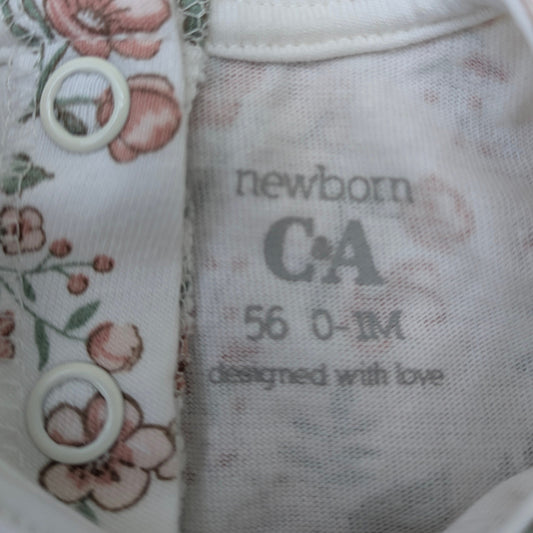 newborn
C&A
56 0-1M
designed with love